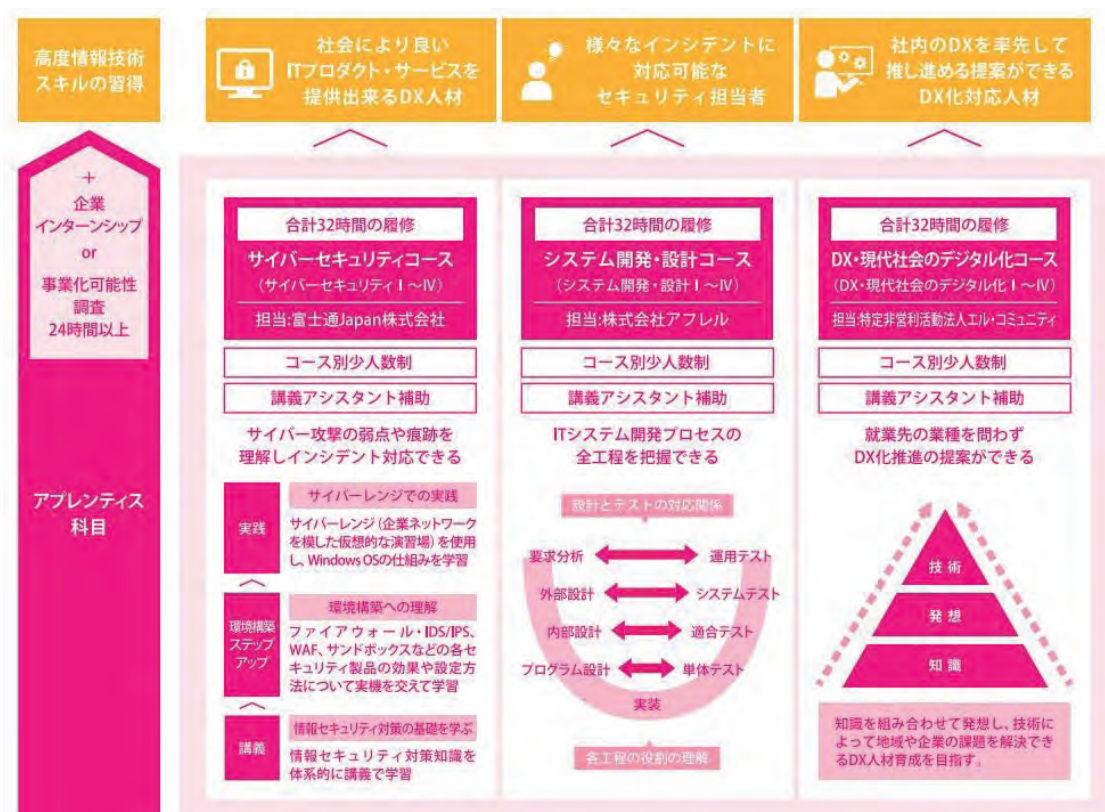 高度情報技術
スキルの習得
社会により良い
ITプロダクト・サービスを
提供出来るDX人材
様々なインシデントに
対応可能な
セキュリティ担当者
社内のDXを率先して
推し進める提案ができる
DX化対応人材
+
企業
インターンシップ
or
事業化可能性
調査
24時間以上
アプレンティス
科目
合計32時間の履修
サイバーセキュリティコース
(サイバーセキュリティⅠ~Ⅳ)
担当:富士通Japan株式会社
コース別少人数制
講義アシスタント補助
サイバー攻撃の弱点や痕跡を
理解しインシデント対応できる
実践
サイバーレンジでの実践
サイバーレンジ(企業ネットワーク
を模した仮想的な演習場)を使用
し、Windows OSの仕組みを学習
環境構築
ステップ
アップ
環境構築への理解
ファイアウォール・IDS/IPS、
WAF、サンドボックスなどの各セ
キュリティ製品の効果や設定方
法について実機を交えて学習
講義
情報セキュリティ対策の基礎を学ぶ
情報セキュリティ対策知識を
体系的に講義で学習
合計32時間の履修
システム開発・設計コース
(システム開発・設計Ⅰ~Ⅳ)
担当:株式会社アフレル
コース別少人数制
講義アシスタント補助
ITシステム開発プロセスの
全工程を把握できる
設計とテストの対応関係
要求分析 運用テスト
外部設計 システムテスト
内部設計 適合テスト
プログラム設計 単体テスト
実装
各工程の役割の理解
合計32時間の履修
DX・現代社会のデジタル化コース
(DX・現代社会のデジタル化Ⅰ~Ⅳ)
担当:特定非営利活動法人エル・コミュニティ
コース別少人数制
講義アシスタント補助
就業先の業種を問わず
DX化推進の提案ができる
技術
発想
知識
知識を組み合わせて発想し、技術に
よって地域や企業の課題を解決でき
るDX人材育成を目指す。